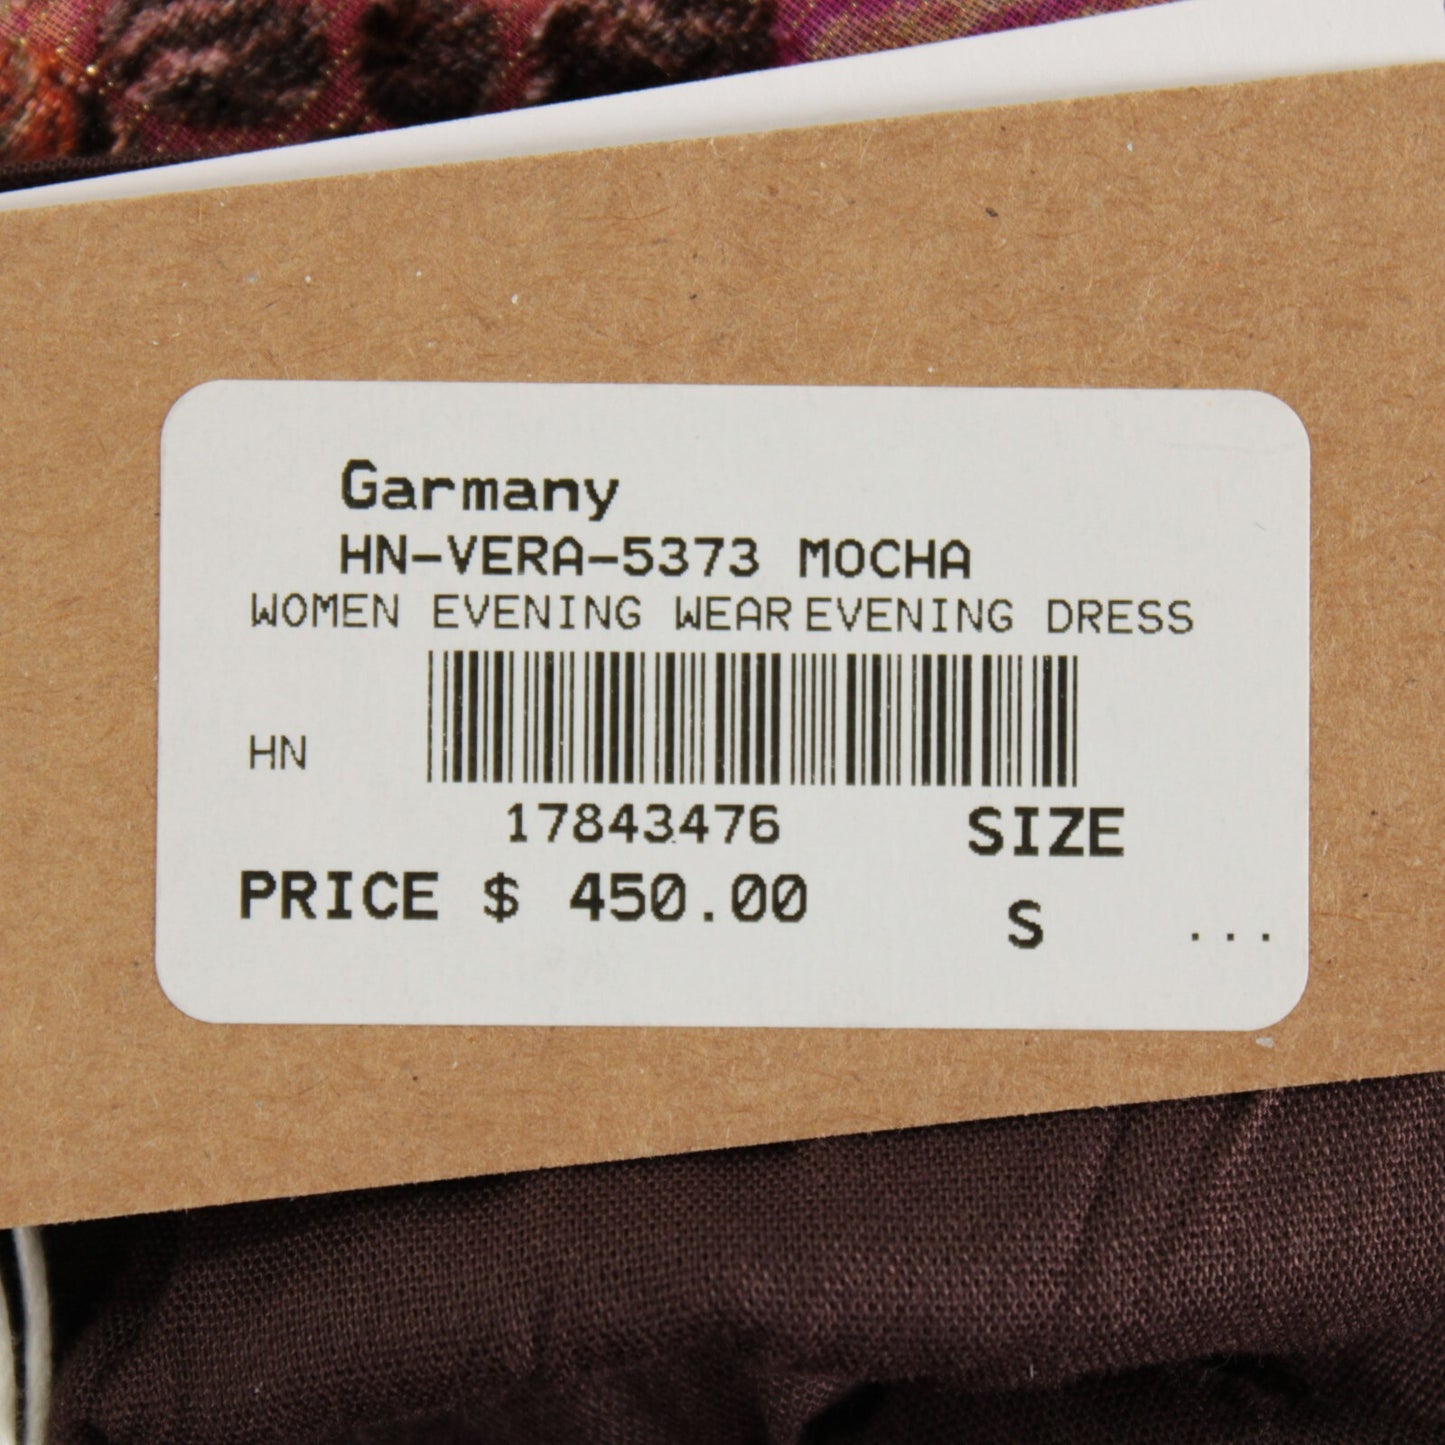 Garmany
HN-VERA-5373 MOCHA
WOMEN EVENING WEAR EVENING DRESS
HN
17843476
SIZE
PRICE $ 450.00
S
...